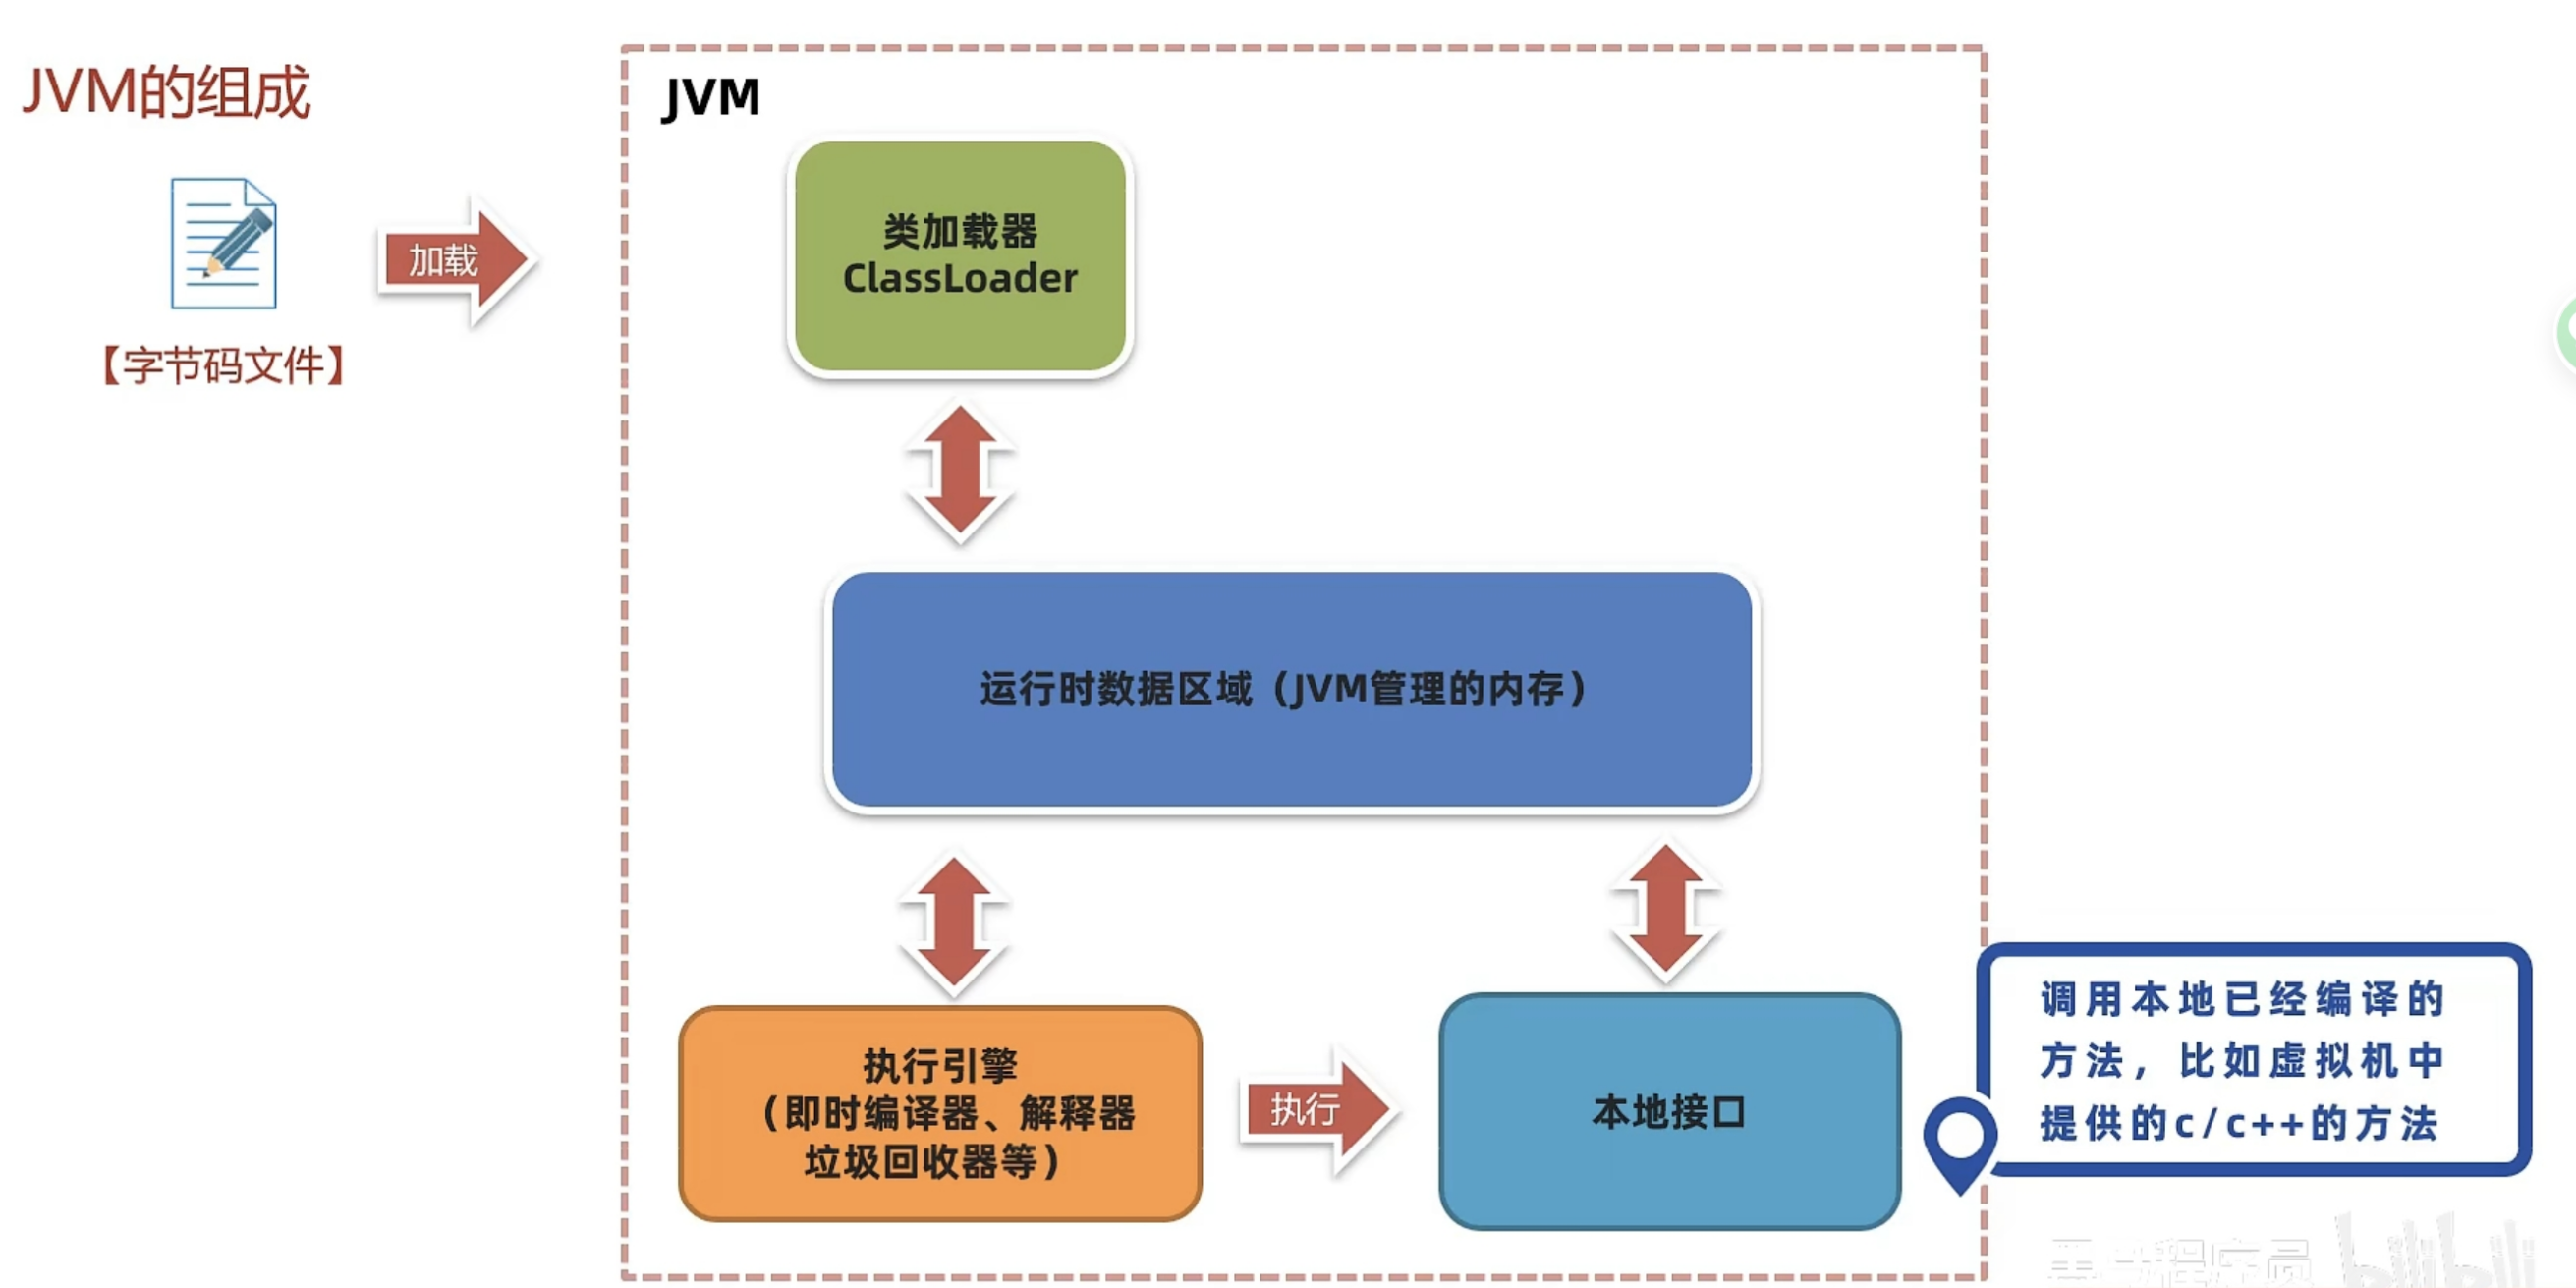 JVM的组成
JVM
类加载器
ClassLoader
加载
【字节码文件】
运行时数据区域（JVM管理的内存）
执行引擎
（即时编译器、解释器
垃圾回收器等）
执行
本地接口
调用本地已经编译的
方法，比如虚拟机中
提供的c/c++的方法
bilibili